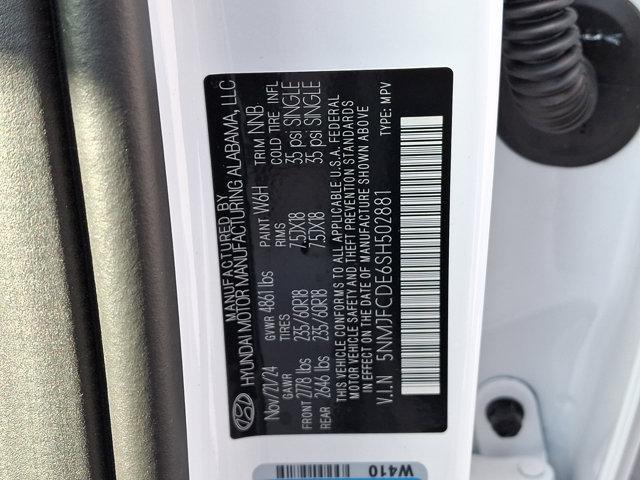 MANUFACTURED BY
HYUNDAI MOTOR MANUFACTURING ALABAMA, LLC
Nov/21/24 GVWR 4861 lbs PAINT W6H TRIM NNB
GAWR TIRES RIMS COLD TIRE INFL
FRONT 2778 lbs 235/60R18 7.5JX18 35 psi SINGLE
REAR 2646 lbs 235/60R18 7.5JX18 35 psi SINGLE
THIS VEHICLE CONFORMS TO ALL APPLICABLE U.S.A. FEDERAL
MOTOR VEHICLE SAFETY AND THEFT PREVENTION STANDARDS
IN EFFECT ON THE DATE OF MANUFACTURE SHOWN ABOVE
V.I.N 5NMJFCDE6SH502881 TYPE: MPV
W410